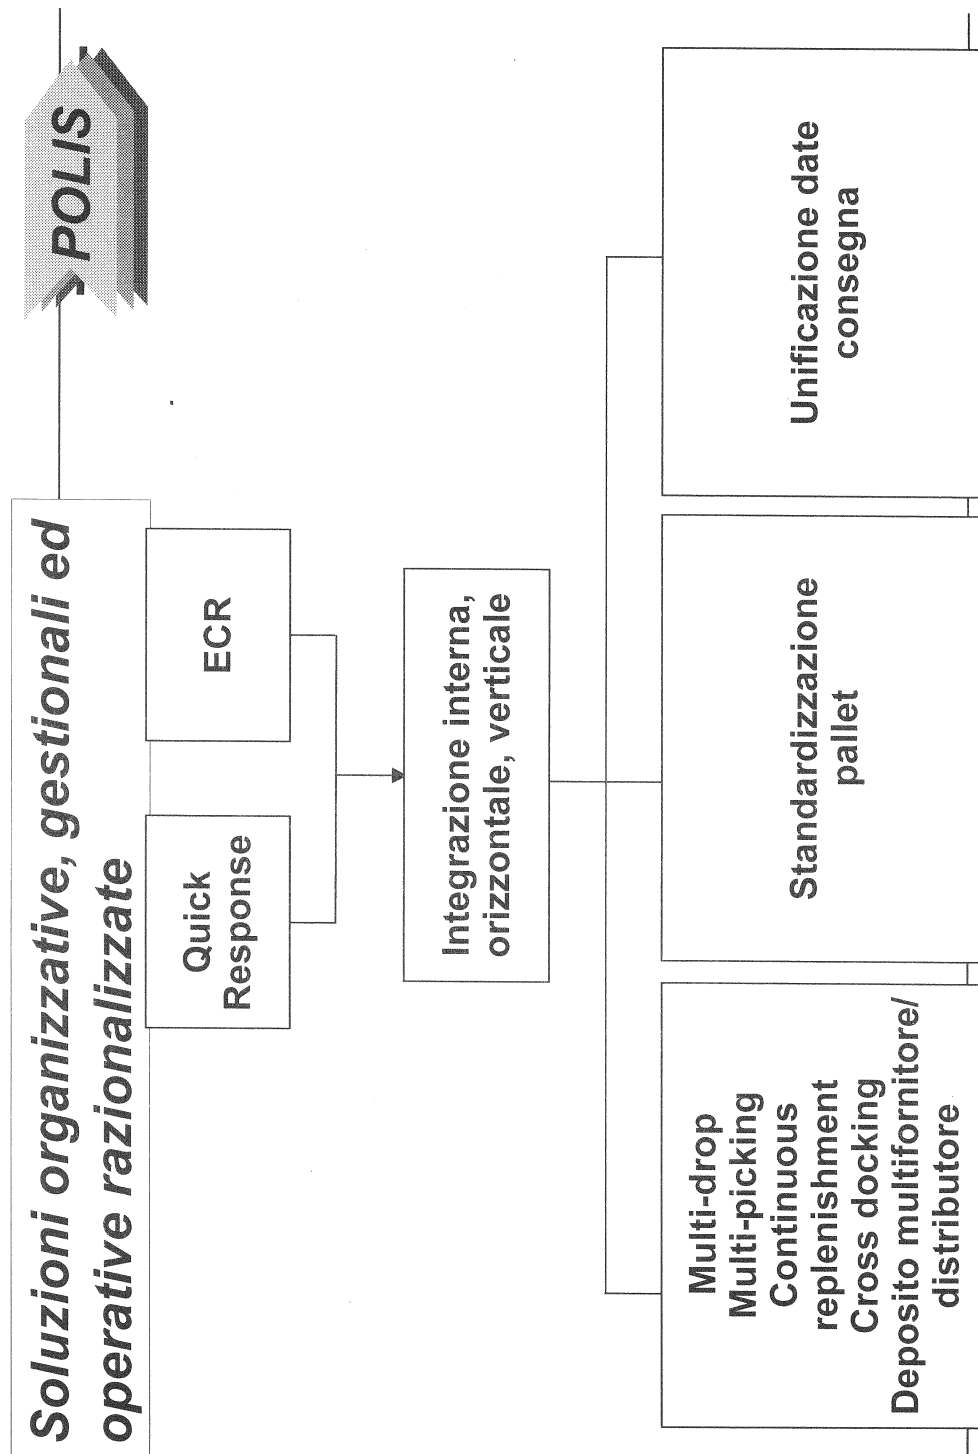 Soluzioni organizzative, gestionali ed
operative razionalizzate
POLIS
Quick
Response
ECR
Integrazione interna,
orizzontale, verticale
Multi-drop
Multi-picking
Continuous
replenishment
Cross docking
Deposito multifornitore/
distributore
Standardizzazione
pallet
Unificazione date
consegna